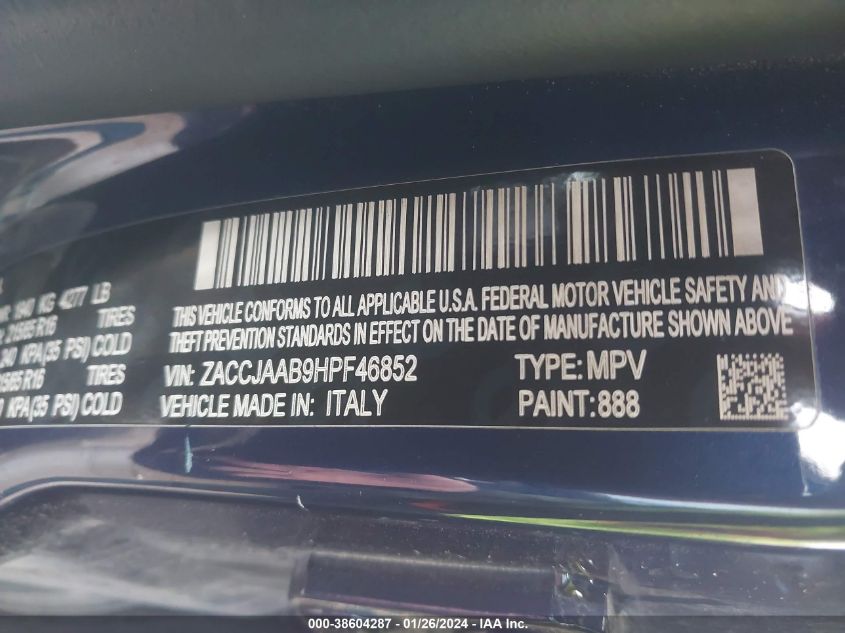 KG 4277 LB
TIRES
KPA(35 PSI) COLD
TIRES
KPA(35 PSI) COLD
THIS VEHICLE CONFORMS TO ALL APPLICABLE U.S.A. FEDERAL MOTOR VEHICLE SAFETY AND
THEFT PREVENTION STANDARDS IN EFFECT ON THE DATE OF MANUFACTURE SHOWN ABOVE
VIN: ZACCJAAB9HPF46852 TYPE: MPV
VEHICLE MADE IN: ITALY PAINT: 888
000-38604287 - 01/26/2024 - IAA Inc.